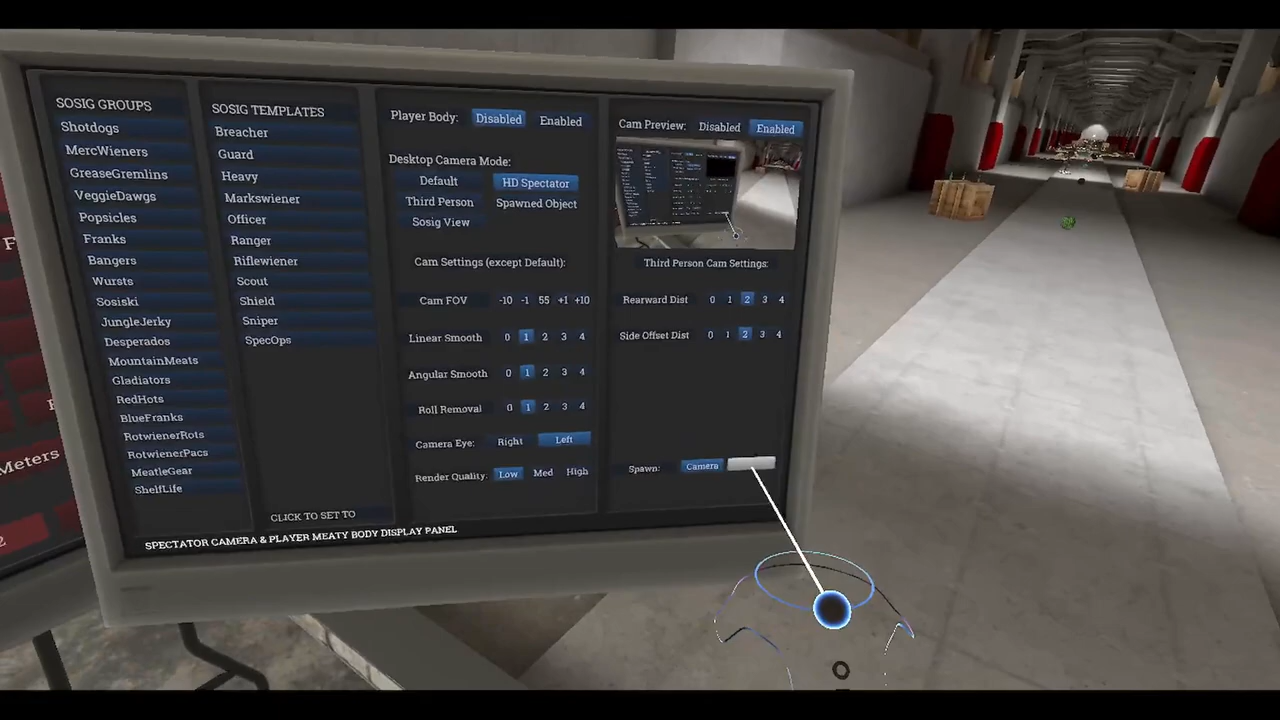 SOSIG GROUPS
Shotdogs
MercWieners
GreaseGremlins
VeggieDawgs
Popsicles
Franks
Bangers
Wursts
Sosiski
JungleJerky
Desperados
MountainMeats
Gladiators
RedHots
BlueFranks
RotwienerRots
RotwienerPacs
MeatleGear
ShelfLife
SOSIG TEMPLATES
Breacher
Guard
Heavy
Markswiener
Officer
Ranger
Riflewiener
Scout
Shield
Sniper
SpecOps
CLICK TO SET TO
Player Body: Disabled Enabled
Desktop Camera Mode:
Default HD Spectator
Third Person Spawned Object
Sosig View
Cam Settings (except Default):
Cam FOV -10 -1 55 +1 +10
Linear Smooth 0 1 2 3 4
Angular Smooth 0 1 2 3 4
Roll Removal 0 1 2 3 4
Camera Eye: Right Left
Render Quality: Low Med High
Cam Preview: Disabled Enabled
Third Person Cam Settings:
Rearward Dist 0 1 2 3 4
Side Offset Dist 0 1 2 3 4
Spawn: Camera
SPECTATOR CAMERA & PLAYER MEATY BODY DISPLAY PANEL
Meters
2